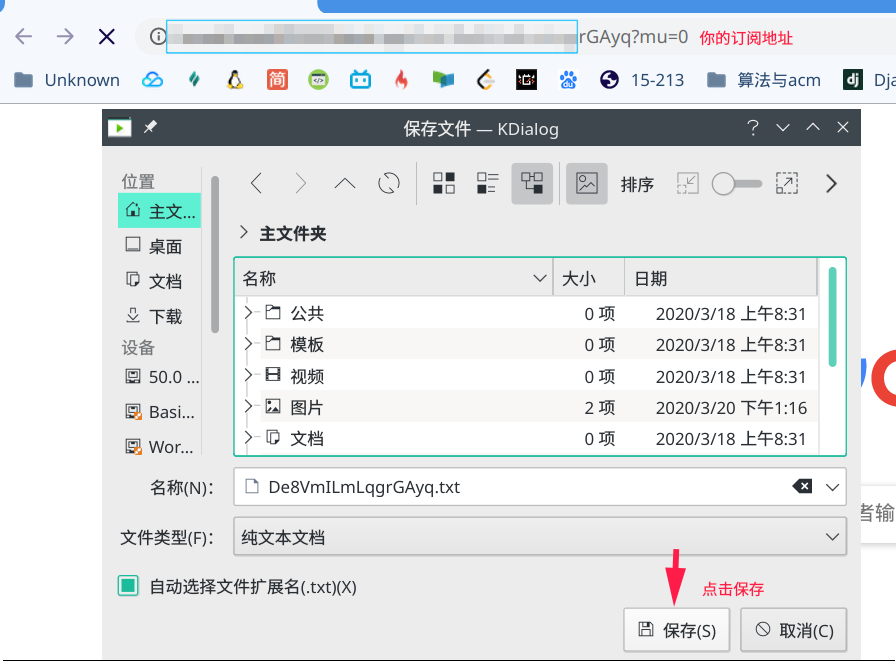 rGAyq?mu=0 你的订阅地址
Unknown 简 15-213 算法与acm dj Dja
保存文件 — KDialog
位置
主文...
桌面
文档
下载
设备
50.0 ...
Basi...
Wor...
排序
主文件夹
名称 大小 日期
公共 0 项 2020/3/18 上午8:31
模板 0 项 2020/3/18 上午8:31
视频 0 项 2020/3/18 上午8:31
图片 2 项 2020/3/20 下午1:16
文档 0 项 2020/3/18 上午8:31
名称(N): De8VmILmLqgrGAyq.txt
者输
文件类型(F): 纯文本文档
自动选择文件扩展名(.txt)(X)
点击保存
保存(S) 取消(C)